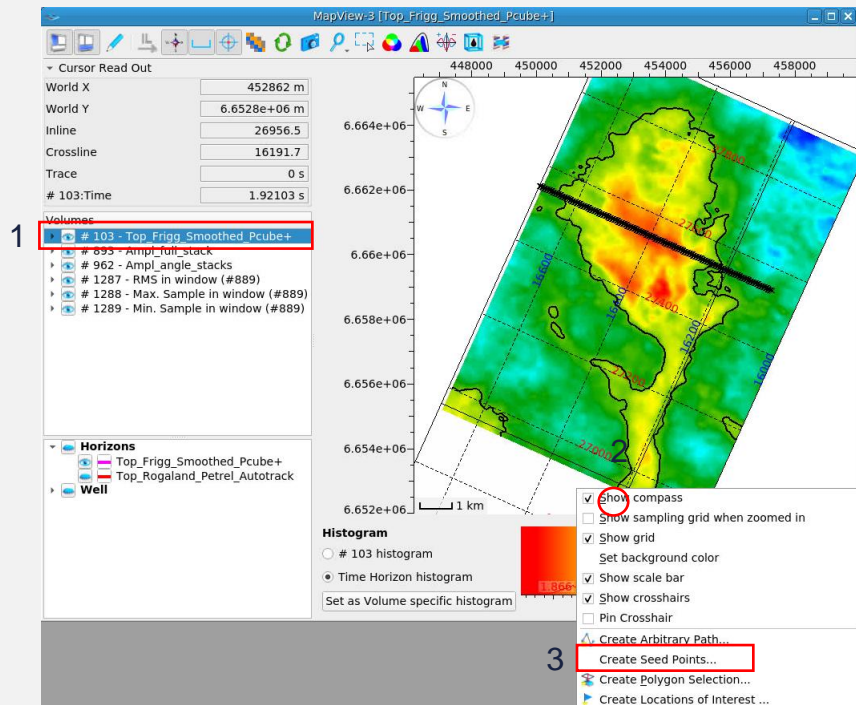 MapView-3 [Top_Frigg_Smoothed_Pcube+]
Cursor Read Out
World X 452862 m
World Y 6.6528e+06 m
Inline 26956.5
Crossline 16191.7
Trace 0 s
# 103:Time 1.92103 s
Volumes
1
# 103 - Top_Frigg_Smoothed_Pcube+
# 893 - Ampl_full_stack
# 962 - Ampl_angle_stacks
# 1287 - RMS in window (#889)
# 1288 - Max. Sample in window (#889)
# 1289 - Min. Sample in window (#889)
Horizons
Top_Frigg_Smoothed_Pcube+
Top_Rogaland_Petrel_Autotrack
Well
448000 450000 452000 454000 456000 458000
N
W E
S
6.664e+06
6.662e+06
6.66e+06
6.658e+06
6.656e+06
6.654e+06
6.652e+06
27800
27400
27000
16600
16400
16200
16000
2
1 km
Histogram
# 103 histogram
Time Horizon histogram
Set as Volume specific histogram
1.866
Show compass
Show sampling grid when zoomed in
Show grid
Set background color
Show scale bar
Show crosshairs
Pin Crosshair
Create Arbitrary Path...
3
Create Seed Points...
Create Polygon Selection...
Create Locations of Interest ...